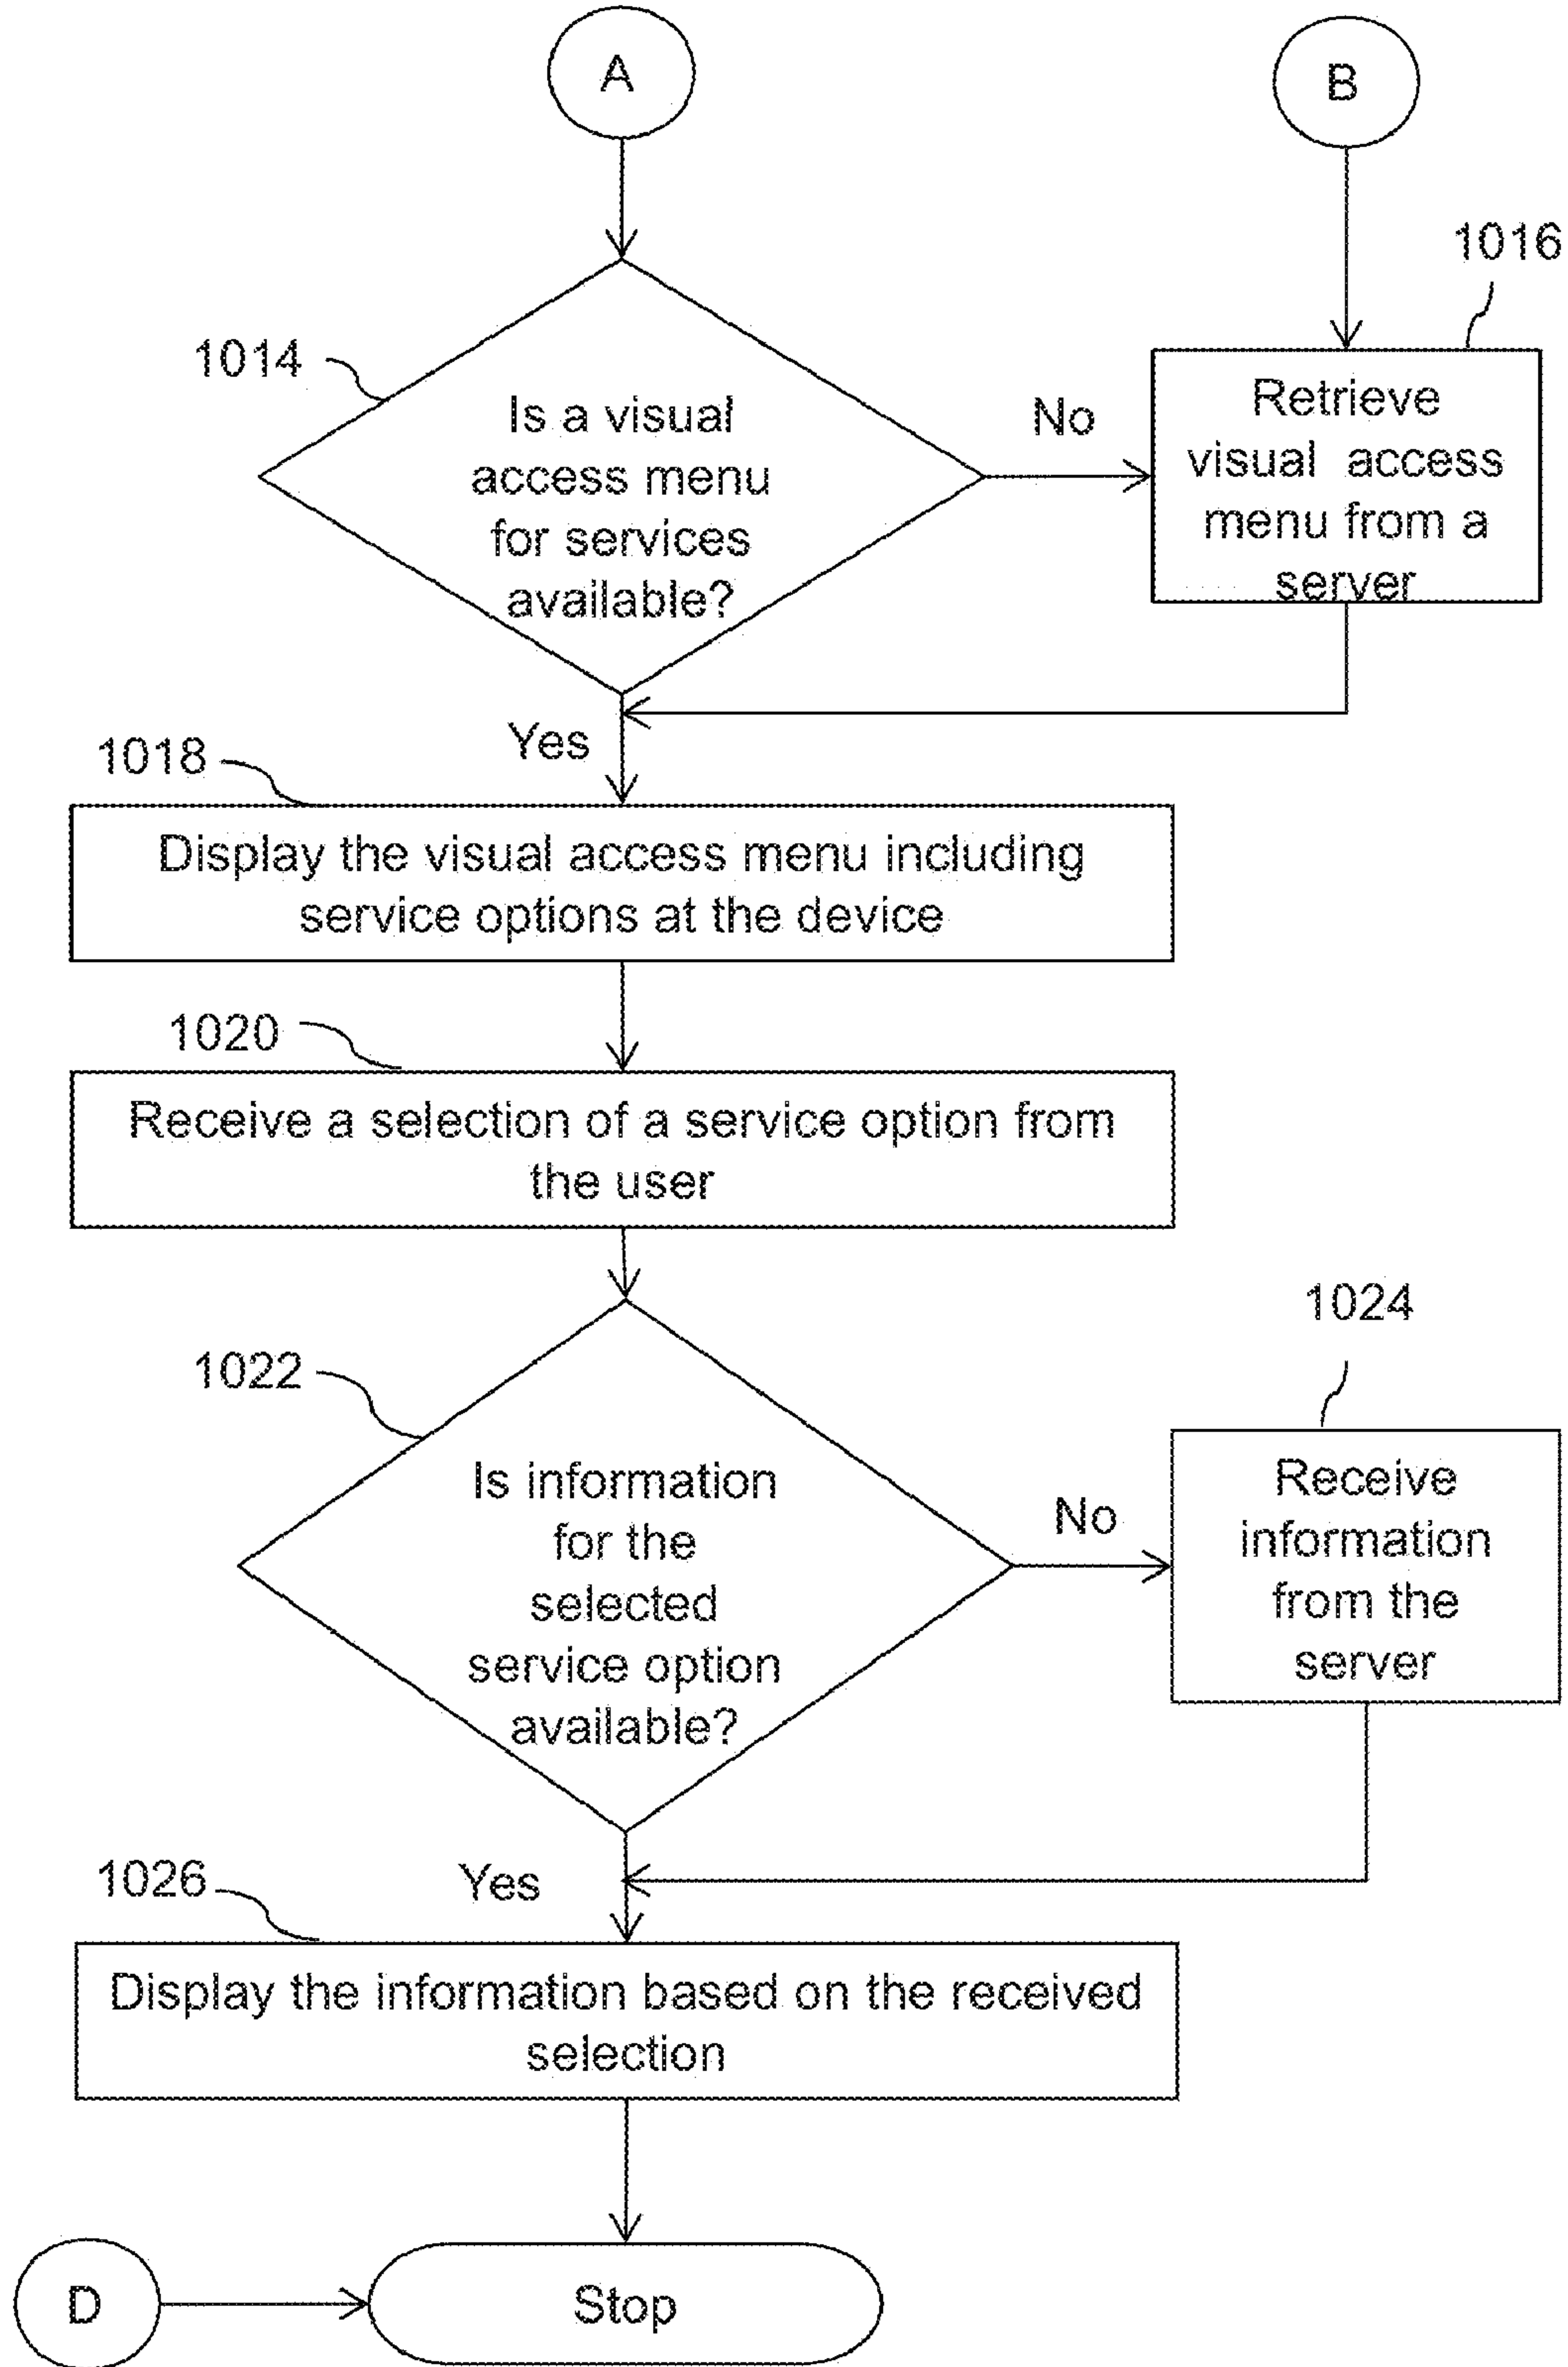 A
B
1016
1014
Is a visual
access menu
for services
available?
No
Retrieve
visual access
menu from a
server
Yes
1018
Display the visual access menu including
service options at the device
1020
Receive a selection of a service option from
the user
1024
1022
Is information
for the
selected
service option
available?
No
Receive
information
from the
server
1026
Yes
Display the information based on the received
selection
D
Stop